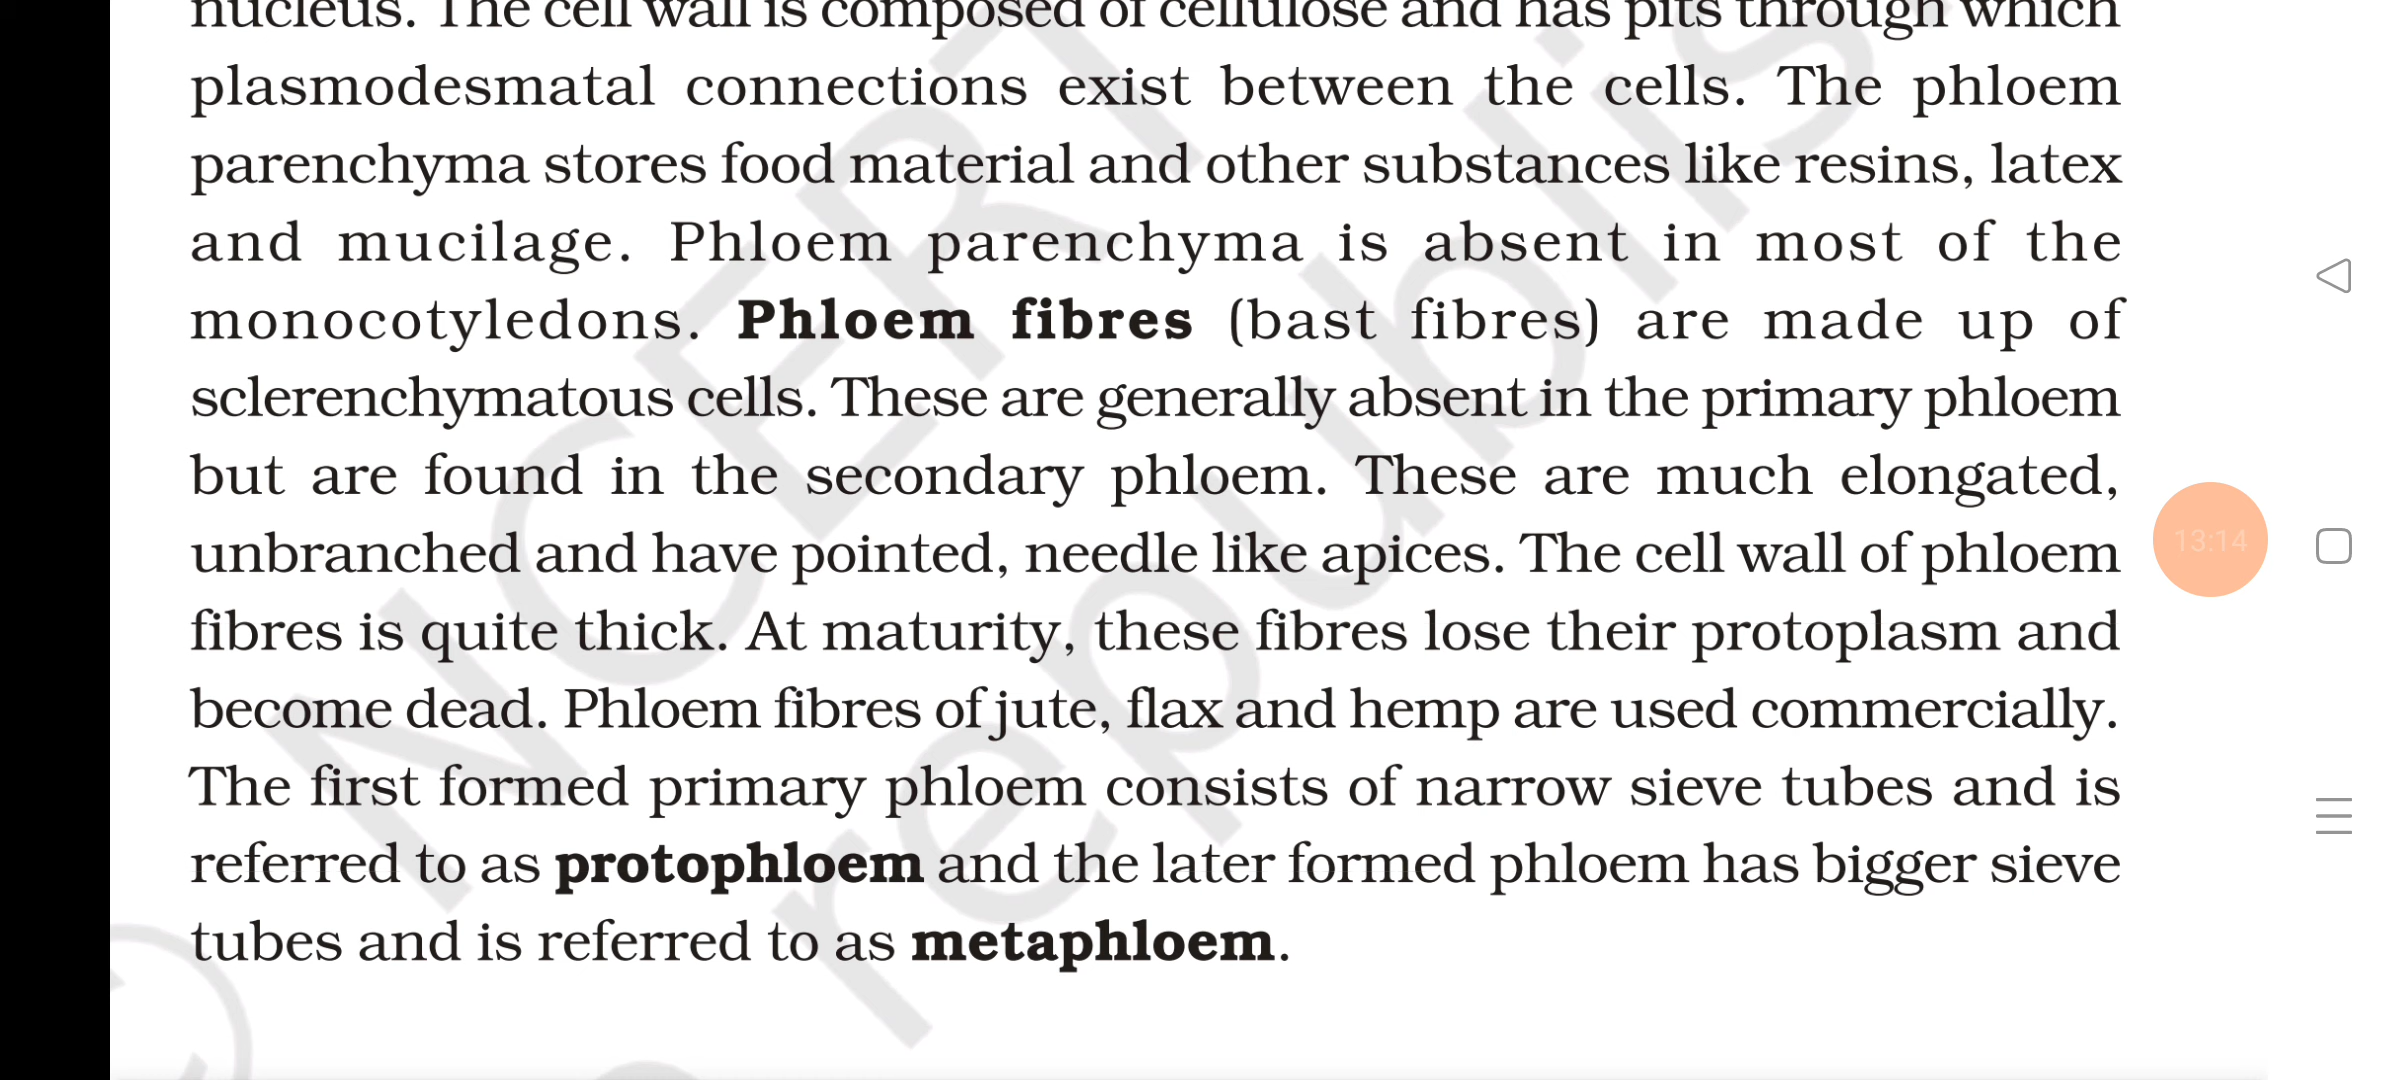 nucleus. The cell wall is composed of cellulose and has pits through which
plasmodesmatal connections exist between the cells. The phloem
parenchyma stores food material and other substances like resins, latex
and mucilage. Phloem parenchyma is absent in most of the
monocotyledons. Phloem fibres (bast fibres) are made up of
sclerenchymatous cells. These are generally absent in the primary phloem
but are found in the secondary phloem. These are much elongated,
unbranched and have pointed, needle like apices. The cell wall of phloem
fibres is quite thick. At maturity, these fibres lose their protoplasm and
become dead. Phloem fibres of jute, flax and hemp are used commercially.
The first formed primary phloem consists of narrow sieve tubes and is
referred to as protophloem and the later formed phloem has bigger sieve
tubes and is referred to as metaphloem.
13:14
© NCERT
republis